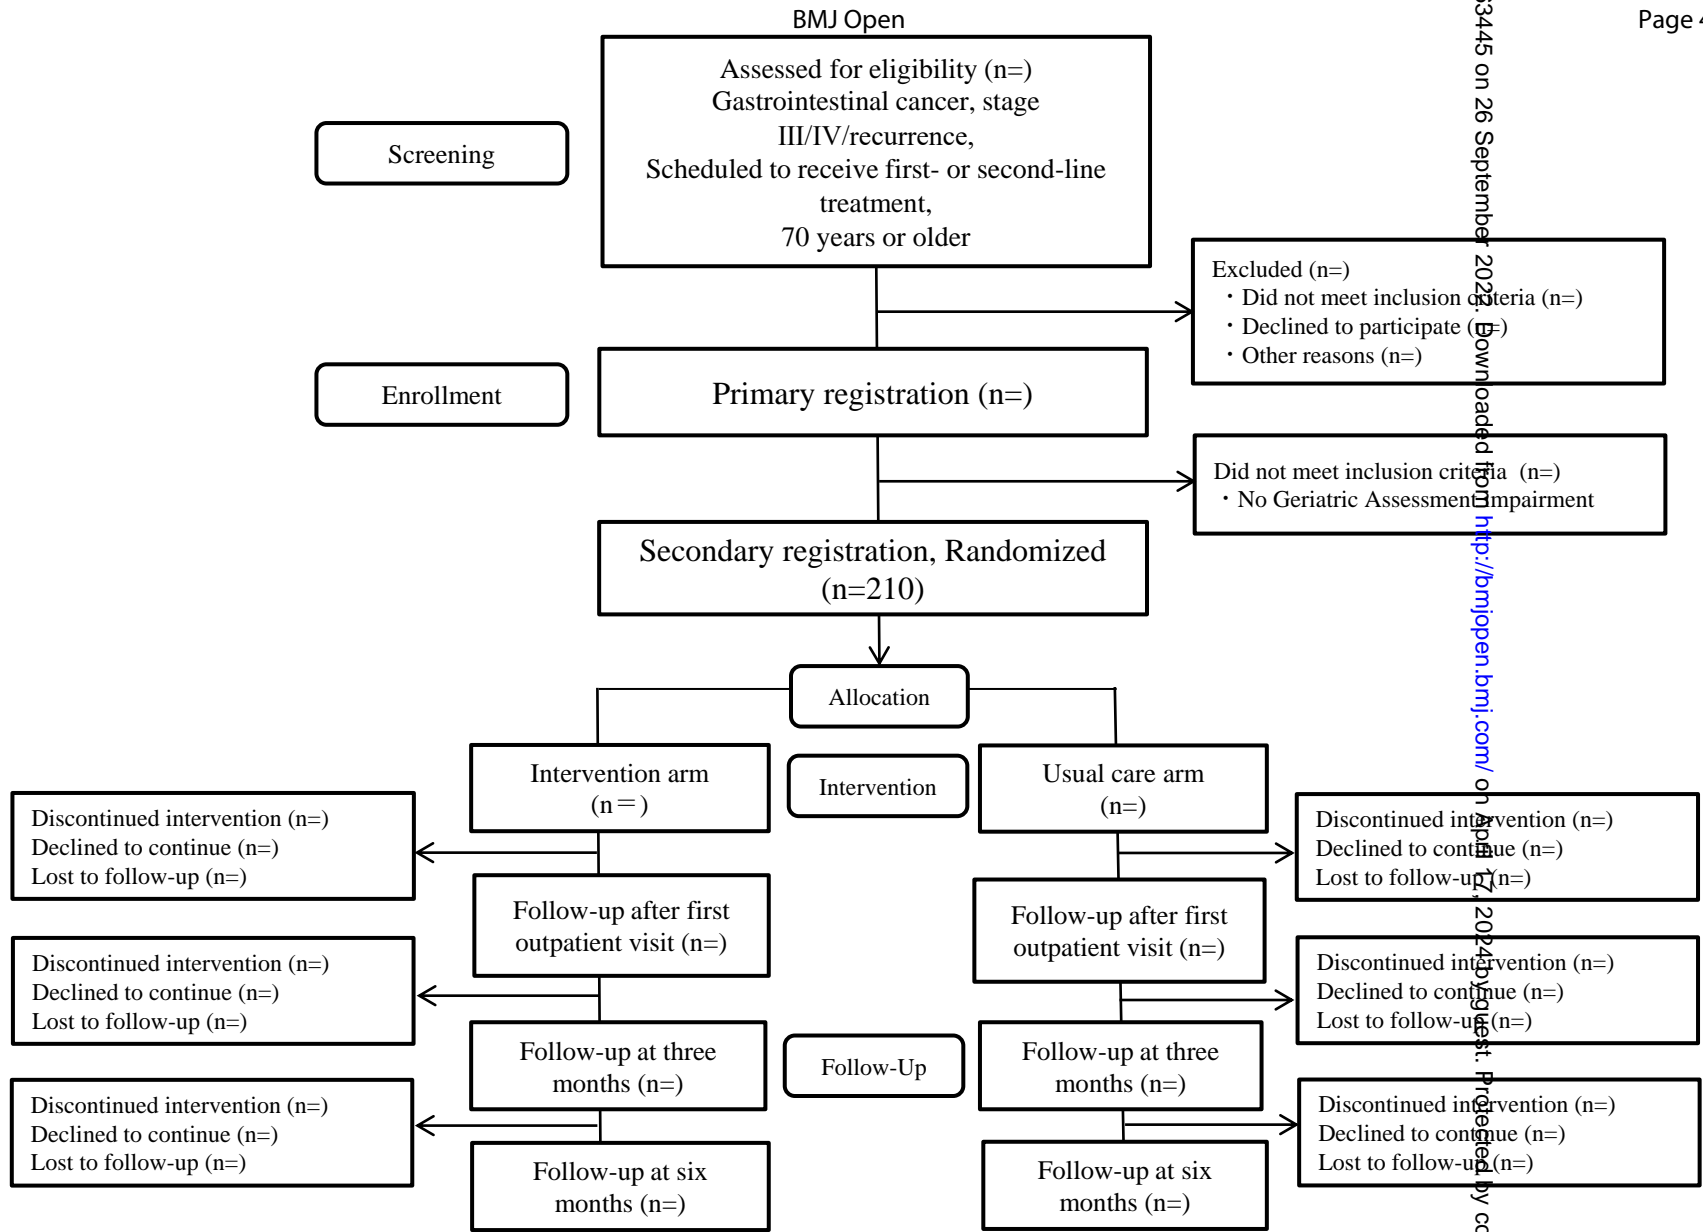 BMJ Open
Page 4
Assessed for eligibility (n=)
Gastrointestinal cancer, stage
III/IV/recurrence,
Scheduled to receive first- or second-line
treatment,
70 years or older
Screening
Excluded (n=)
・Did not meet inclusion criteria (n=)
・Declined to participate (n=)
・Other reasons (n=)
Enrollment
Primary registration (n=)
Did not meet inclusion criteria (n=)
・No Geriatric Assessment impairment
Secondary registration, Randomized
(n=210)
Allocation
Intervention arm
(n＝)
Intervention
Usual care arm
(n=)
Discontinued intervention (n=)
Declined to continue (n=)
Lost to follow-up (n=)
Discontinued intervention (n=)
Declined to continue (n=)
Lost to follow-up (n=)
Follow-up after first
outpatient visit (n=)
Follow-up after first
outpatient visit (n=)
Discontinued intervention (n=)
Declined to continue (n=)
Lost to follow-up (n=)
Discontinued intervention (n=)
Declined to continue (n=)
Lost to follow-up (n=)
Follow-up at three
months (n=)
Follow-Up
Follow-up at three
months (n=)
Discontinued intervention (n=)
Declined to continue (n=)
Lost to follow-up (n=)
Discontinued intervention (n=)
Declined to continue (n=)
Lost to follow-up (n=)
Follow-up at six
months (n=)
Follow-up at six
months (n=)
63445 on 26 September 2022. Downloaded from http://bmjopen.bmj.com/ on April 17, 2024 by guest. Protected by co